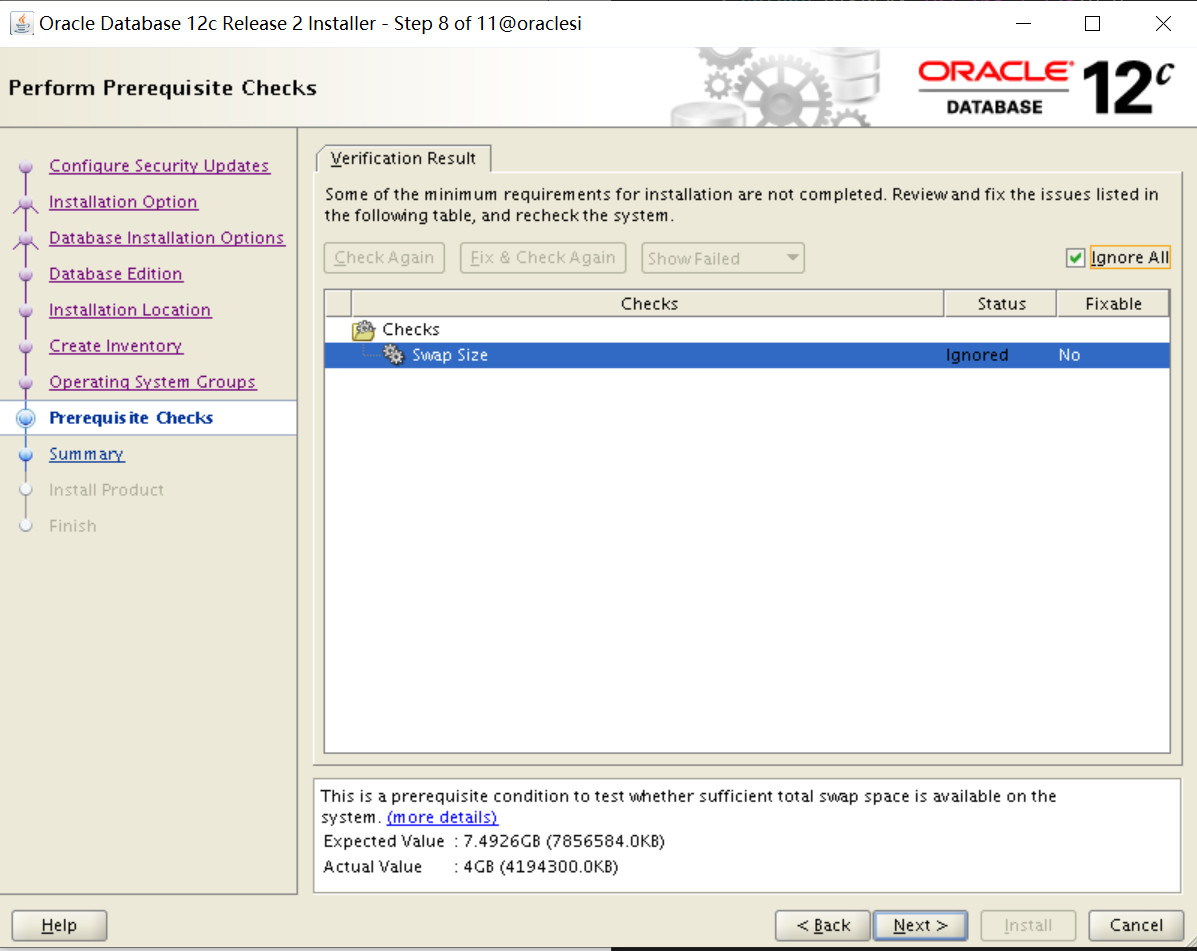 Oracle Database 12c Release 2 Installer - Step 8 of 11@oraclesi
Perform Prerequisite Checks
ORACLE®
DATABASE
12c
Configure Security Updates
Installation Option
Database Installation Options
Database Edition
Installation Location
Create Inventory
Operating System Groups
Prerequisite Checks
Summary
Install Product
Finish
Verification Result
Some of the minimum requirements for installation are not completed. Review and fix the issues listed in
the following table, and recheck the system.
Check Again Fix & Check Again Show Failed Ignore All
Checks Status Fixable
Checks
Swap Size Ignored No
This is a prerequisite condition to test whether sufficient total swap space is available on the
system. (more details)
Expected Value : 7.4926GB (7856584.0KB)
Actual Value : 4GB (4194300.0KB)
Help < Back Next > Install Cancel